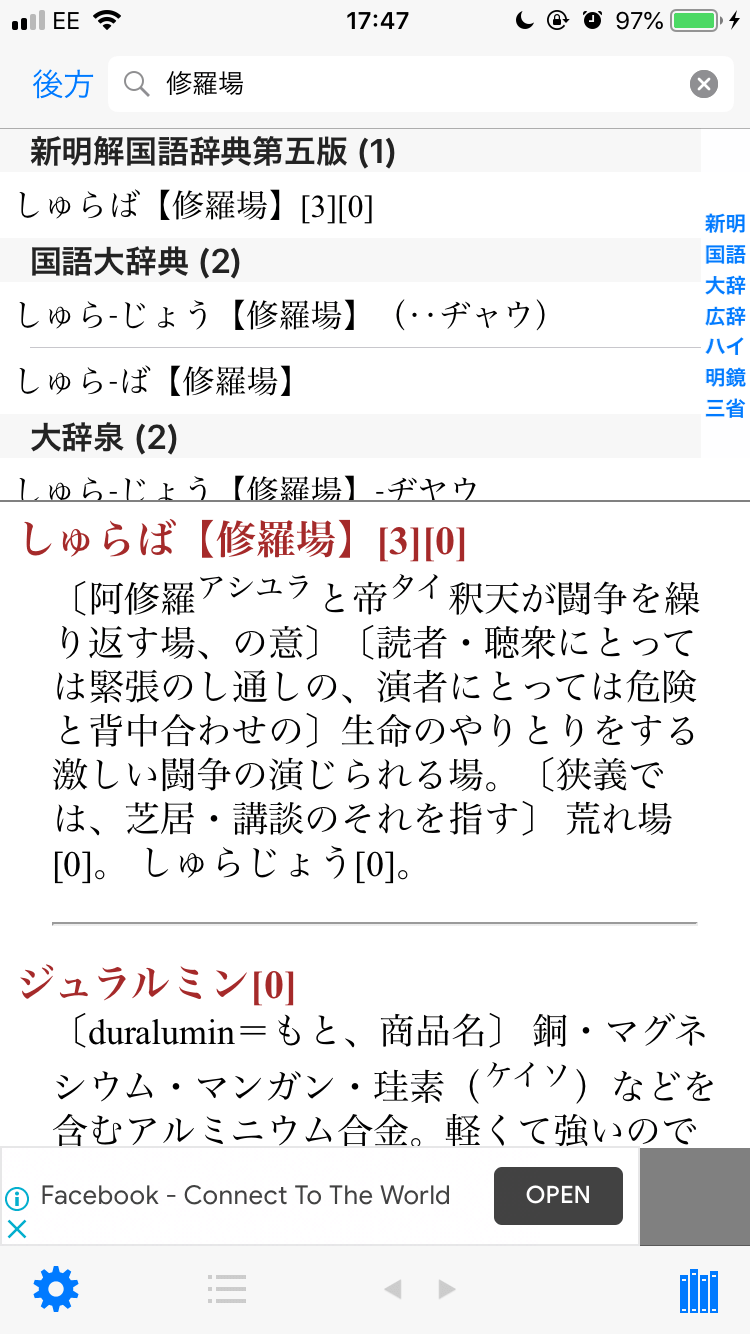 EE 17:47 97%
後方 修羅場
新明解国語辞典第五版 (1)
しゅらば【修羅場】[3][0]
国語大辞典 (2)
しゅら-じょう【修羅場】（‥ヂャウ）
しゅら-ば【修羅場】
大辞泉 (2)
しゅら-じょう【修羅場】-ヂヤウ
新明
国語
大辞
広辞
ハイ
明鏡
三省
しゅらば【修羅場】[3][0]
〔阿修羅アシユラと帝タイ釈天が闘争を繰
り返す場、の意〕〔読者・聴衆にとって
は緊張のし通しの、演者にとっては危険
と背中合わせの〕生命のやりとりをする
激しい闘争の演じられる場。〔狭義で
は、芝居・講談のそれを指す〕 荒れ場
[0]。 しゅらじょう[0]。
ジュラルミン[0]
〔duralumin＝もと、商品名〕 銅・マグネ
シウム・マンガン・珪素（ケイソ）などを
含むアルミニウム合金。軽くて強いので
Facebook - Connect To The World
OPEN